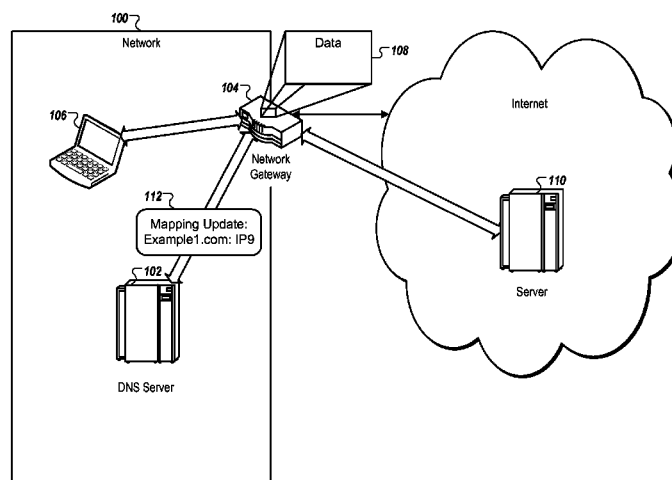 100
Network
Data
108
104
106
Internet
Network
Gateway
112
110
Mapping Update:
Example1.com: IP9
102
Server
DNS Server